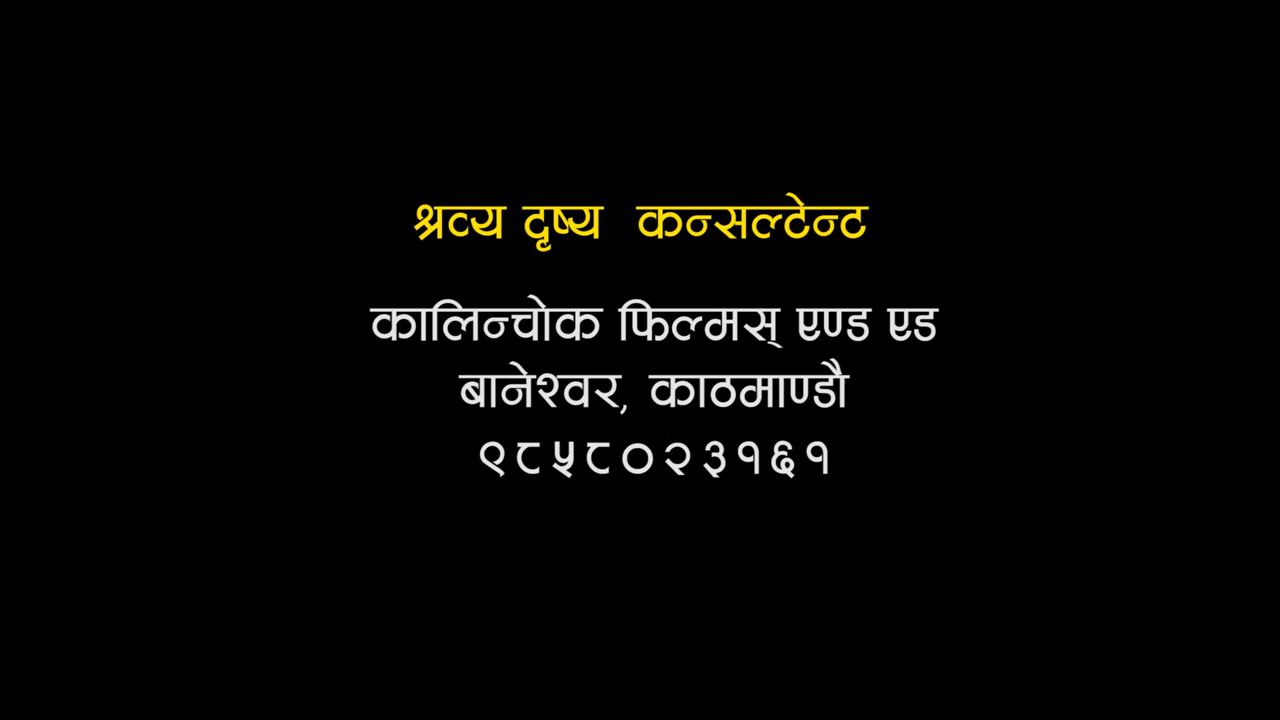 श्रव्य दृष्य कन्सल्टेन्ट
कालिन्चोक फिल्मस् एण्ड एड
बानेश्वर, काठमाण्डौ
९८५८०२३१६१